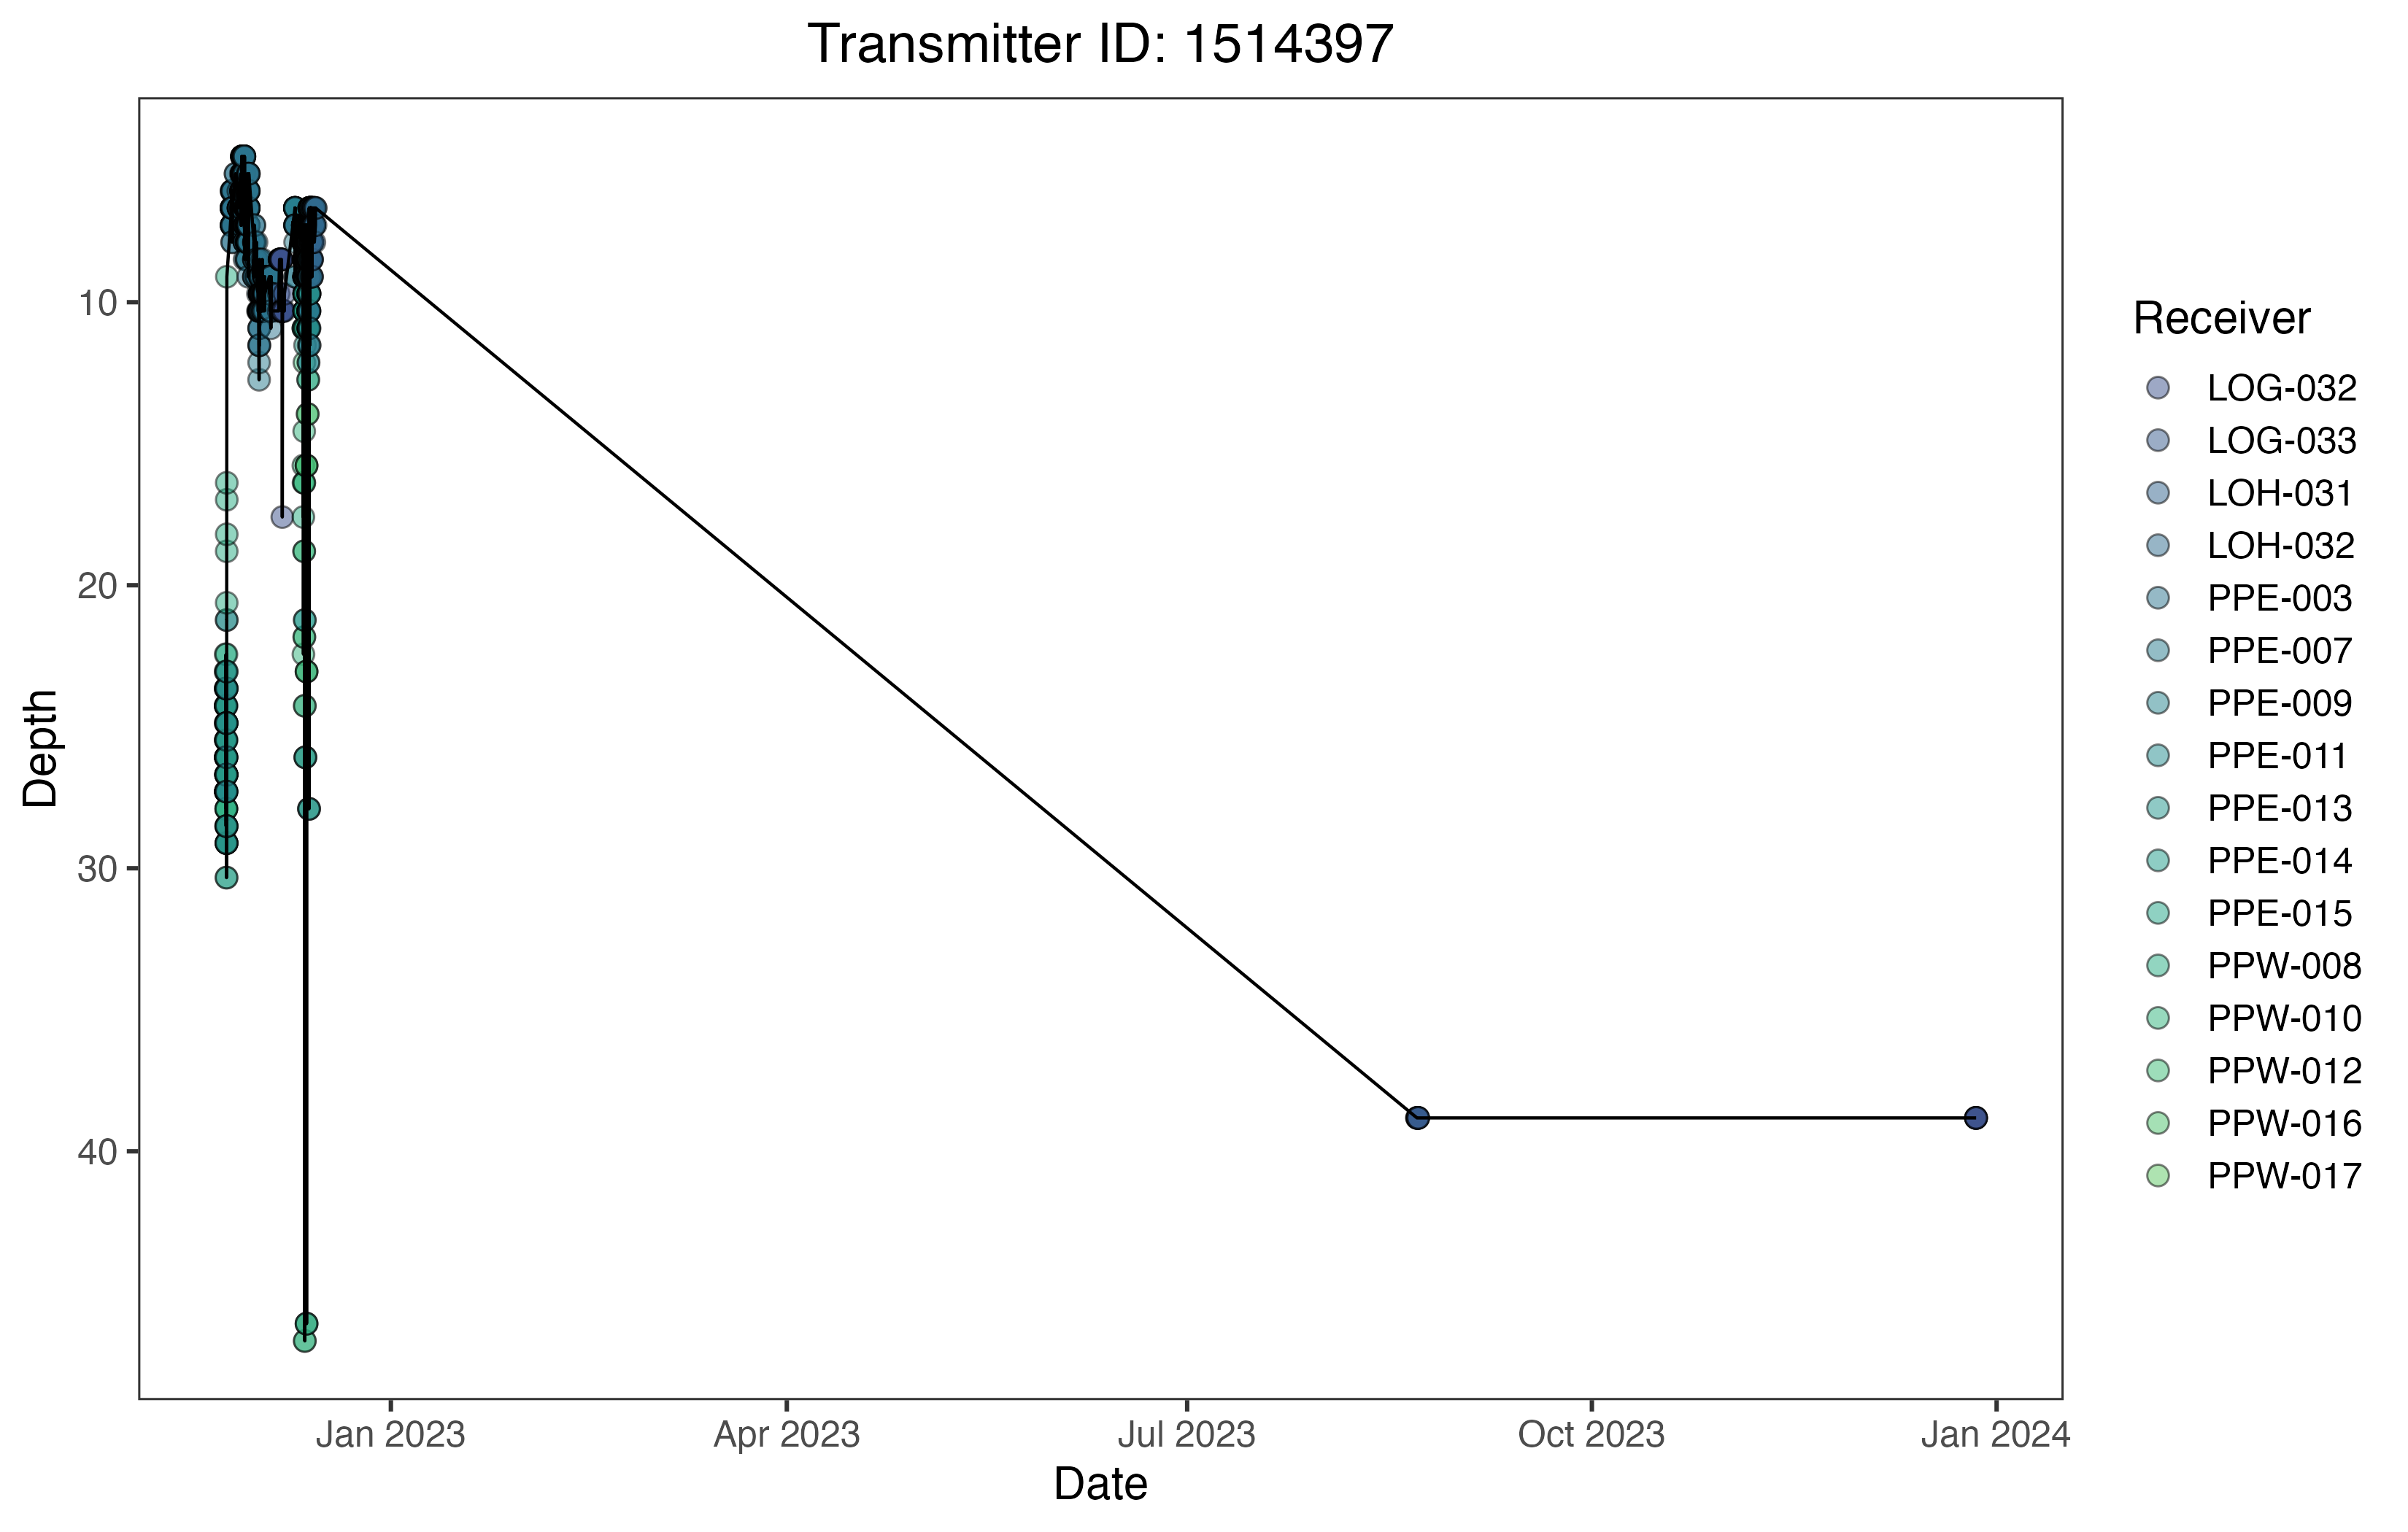 Transmitter ID: 1514397
10
20
30
40
Depth
Jan 2023
Apr 2023
Jul 2023
Oct 2023
Jan 2024
Date
Receiver
LOG-032
LOG-033
LOH-031
LOH-032
PPE-003
PPE-007
PPE-009
PPE-011
PPE-013
PPE-014
PPE-015
PPW-008
PPW-010
PPW-012
PPW-016
PPW-017